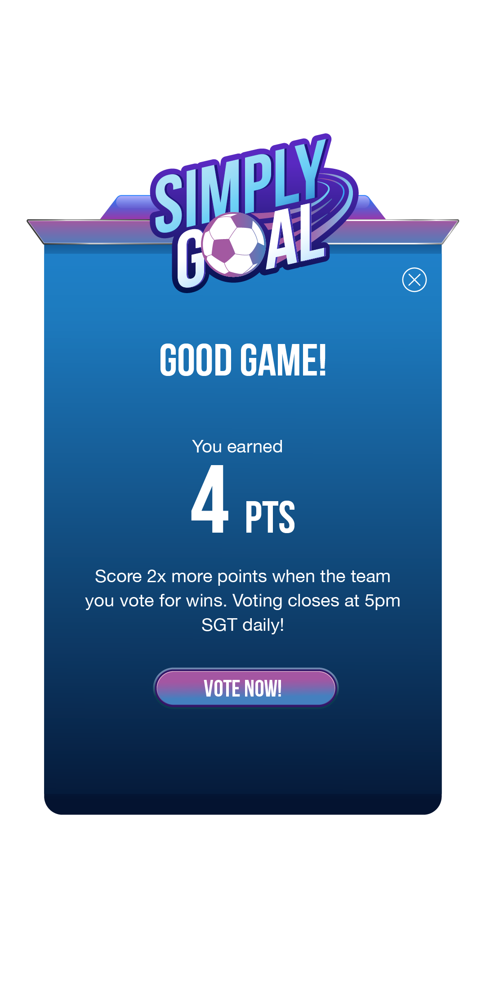 SIMPLY
GOAL
GOOD GAME!
You earned
4 PTS
Score 2x more points when the team
you vote for wins. Voting closes at 5pm
SGT daily!
VOTE NOW!